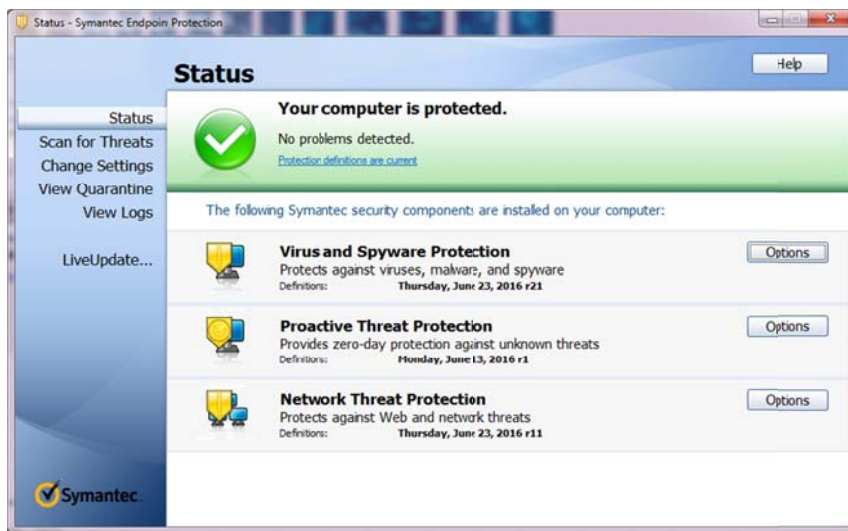 Status - Symantec Endpoin Protection
Status
Help
Status
Scan for Threats
Change Settings
View Quarantine
View Logs
LiveUpdate...
Your computer is protected.
No problems detected.
Protection definitions are current
The following Symantec security components are installed on your computer:
Virus and Spyware Protection
Protects against viruses, malware, and spyware
Definitions: Thursday, June 23, 2016 r21
Options
Proactive Threat Protection
Provides zero-day protection against unknown threats
Definitions: Monday, June 13, 2016 r1
Options
Network Threat Protection
Protects against Web and network threats
Definitions: Thursday, June 23, 2016 r11
Options
Symantec.